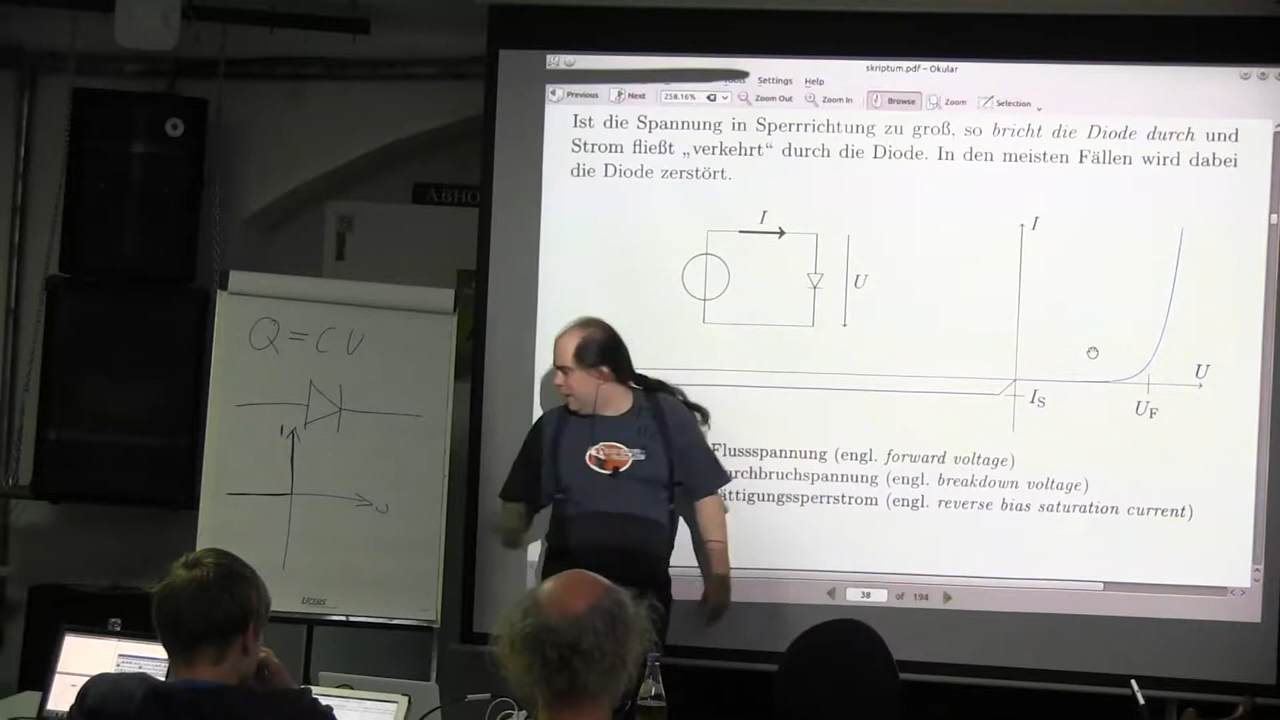 skriptum.pdf – Okular
Settings Help
Previous Next 258.16% Zoom Out Zoom In Browse Zoom Selection
Ist die Spannung in Sperrrichtung zu groß, so bricht die Diode durch und
Strom fließt „verkehrt“ durch die Diode. In den meisten Fällen wird dabei
die Diode zerstört.
I
U
I
U
I_S
U_F
Flussspannung (engl. forward voltage)
urchbruchspannung (engl. breakdown voltage)
ättigungssperrstrom (engl. reverse bias saturation current)
38 of 194
ABHO
Q = C U
I
U